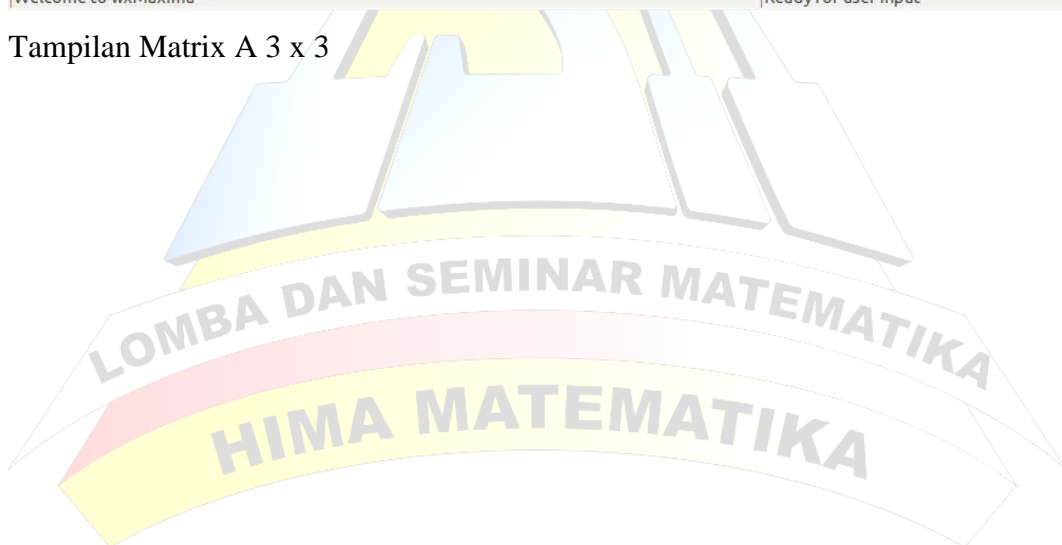 Welcome to wxMaxima
Ready for user input
Tampilan Matrix A 3 x 3
LOMBA DAN SEMINAR MATEMATIKA
HIMA MATEMATIKA